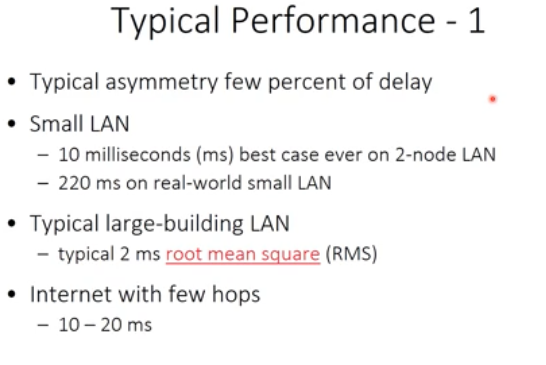 Typical Performance - 1
• Typical asymmetry few percent of delay
• Small LAN
– 10 milliseconds (ms) best case ever on 2-node LAN
– 220 ms on real-world small LAN
• Typical large-building LAN
– typical 2 ms root mean square (RMS)
• Internet with few hops
– 10 – 20 ms